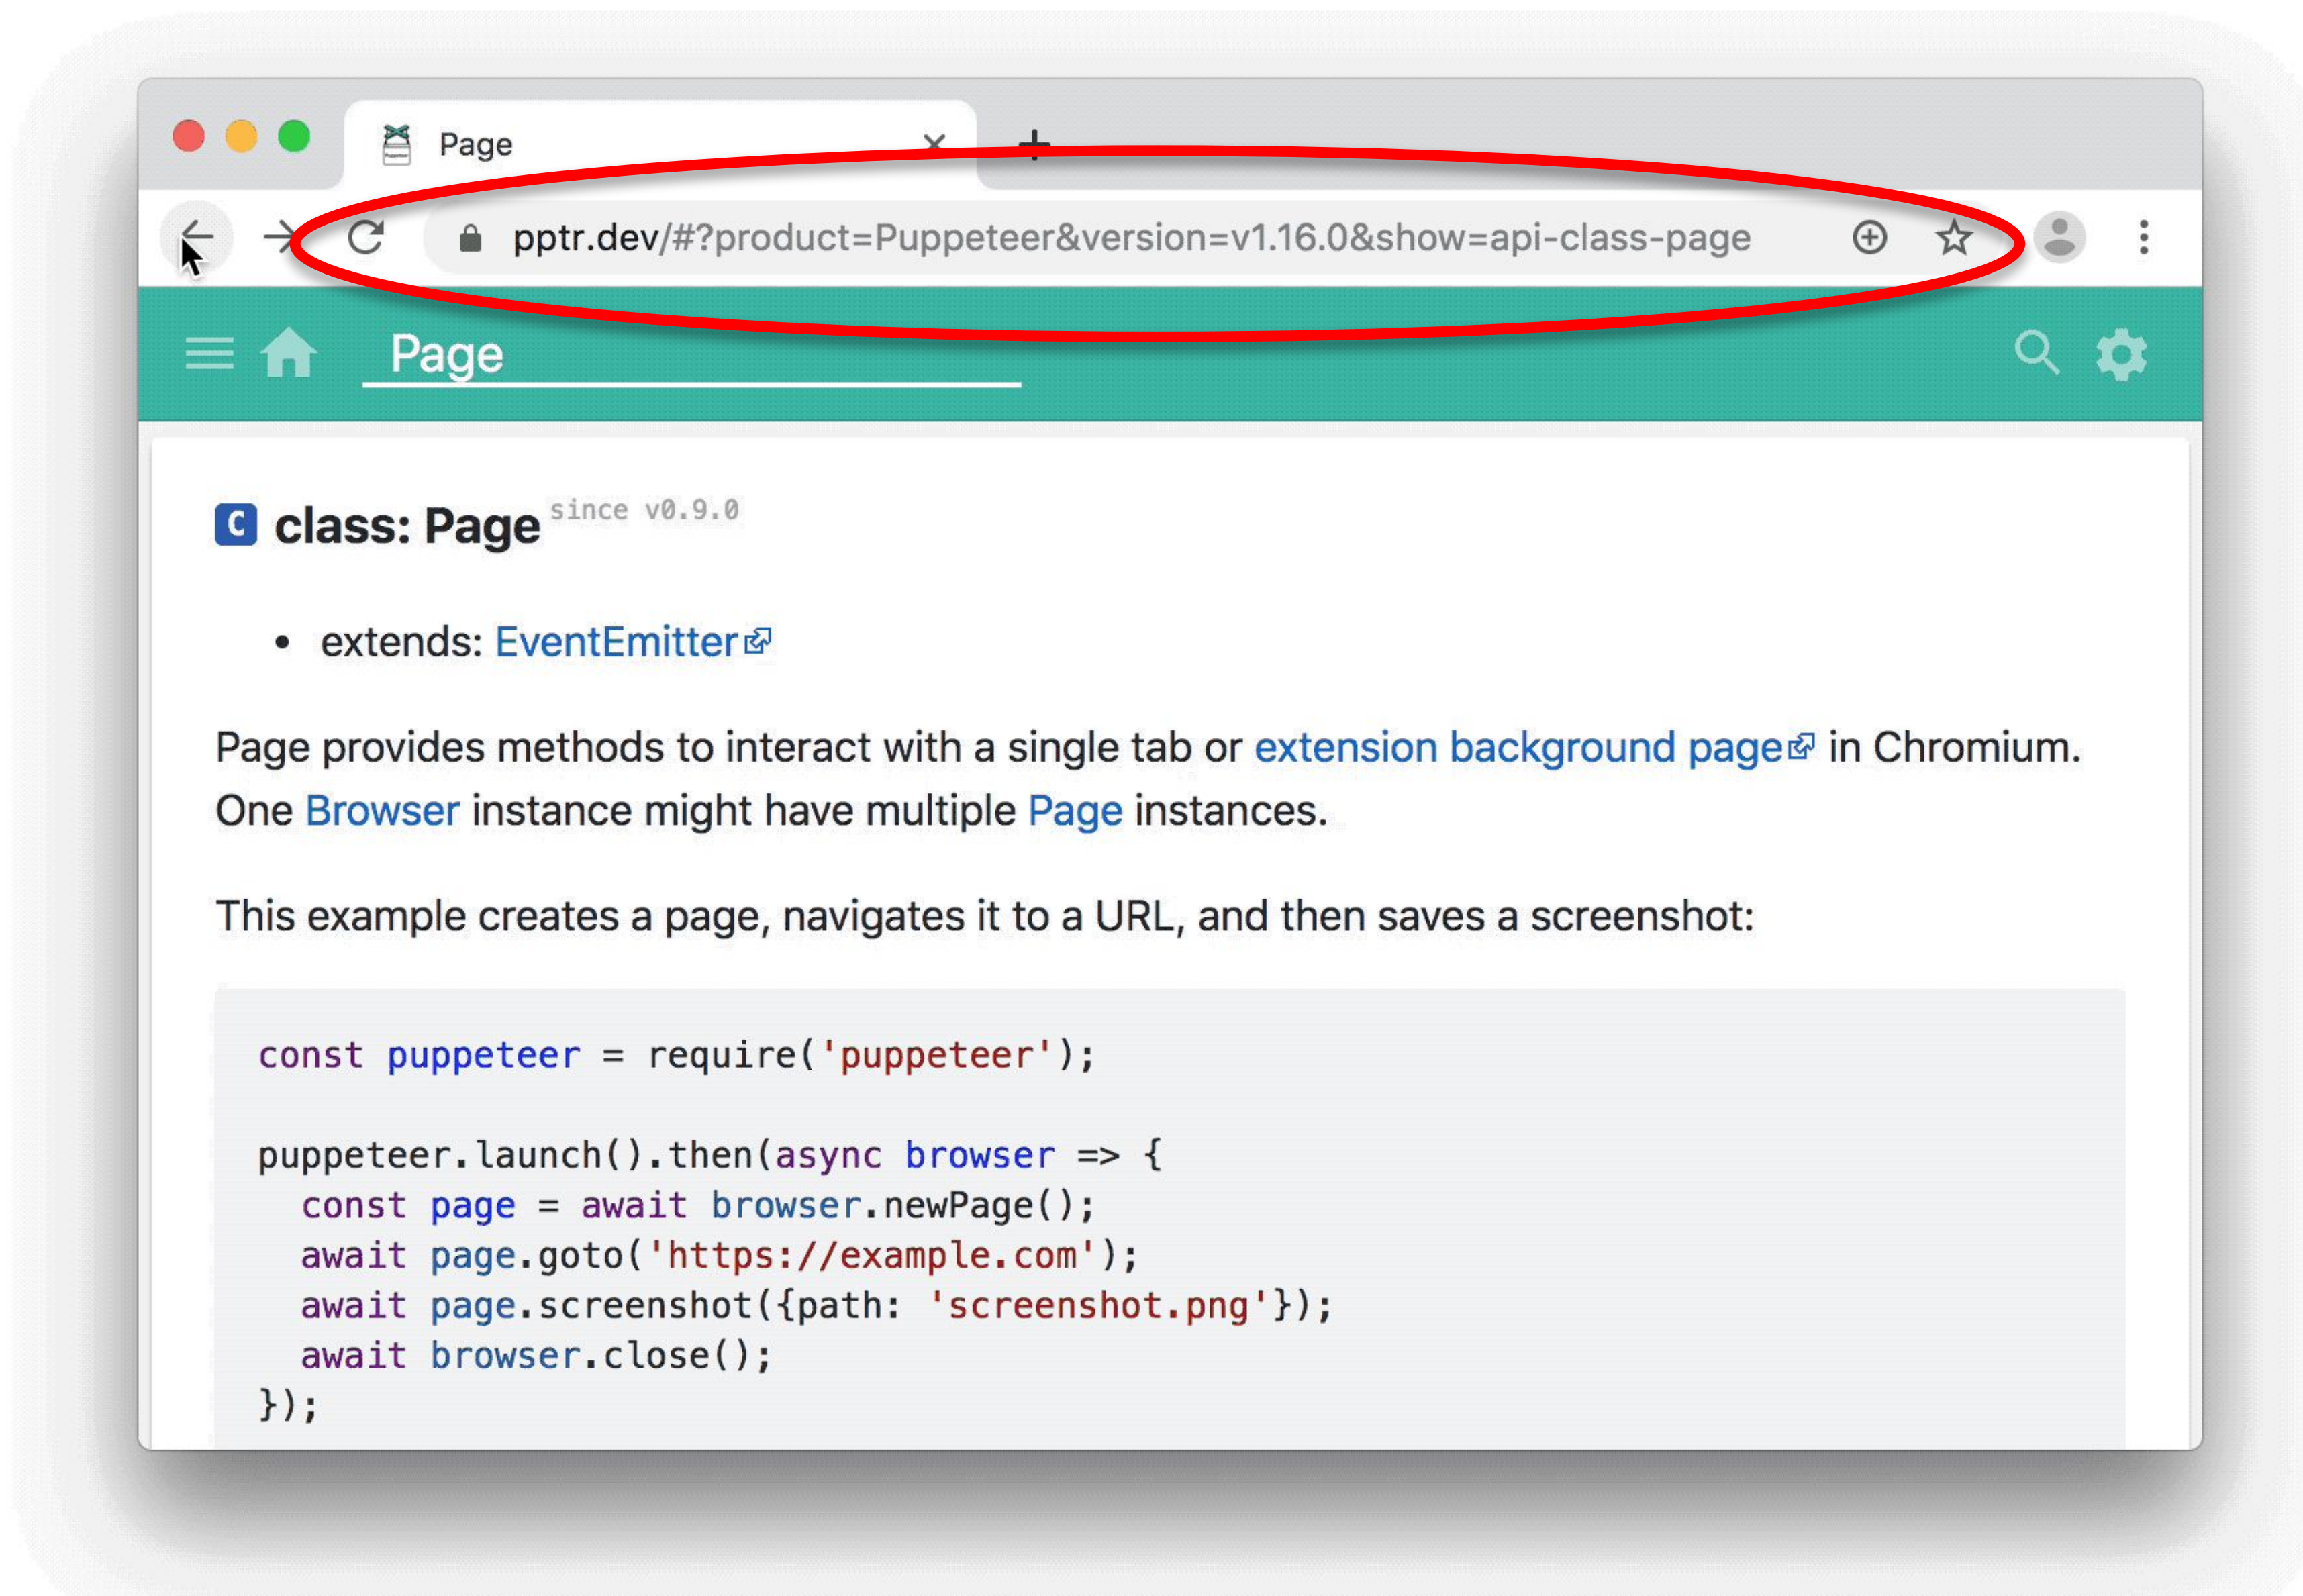 Page
pptr.dev/#?product=Puppeteer&version=v1.16.0&show=api-class-page
Page
C class: Page since v0.9.0
• extends: EventEmitter
Page provides methods to interact with a single tab or extension background page in Chromium.
One Browser instance might have multiple Page instances.
This example creates a page, navigates it to a URL, and then saves a screenshot:
const puppeteer = require('puppeteer');
puppeteer.launch().then(async browser => {
  const page = await browser.newPage();
  await page.goto('https://example.com');
  await page.screenshot({path: 'screenshot.png'});
  await browser.close();
});